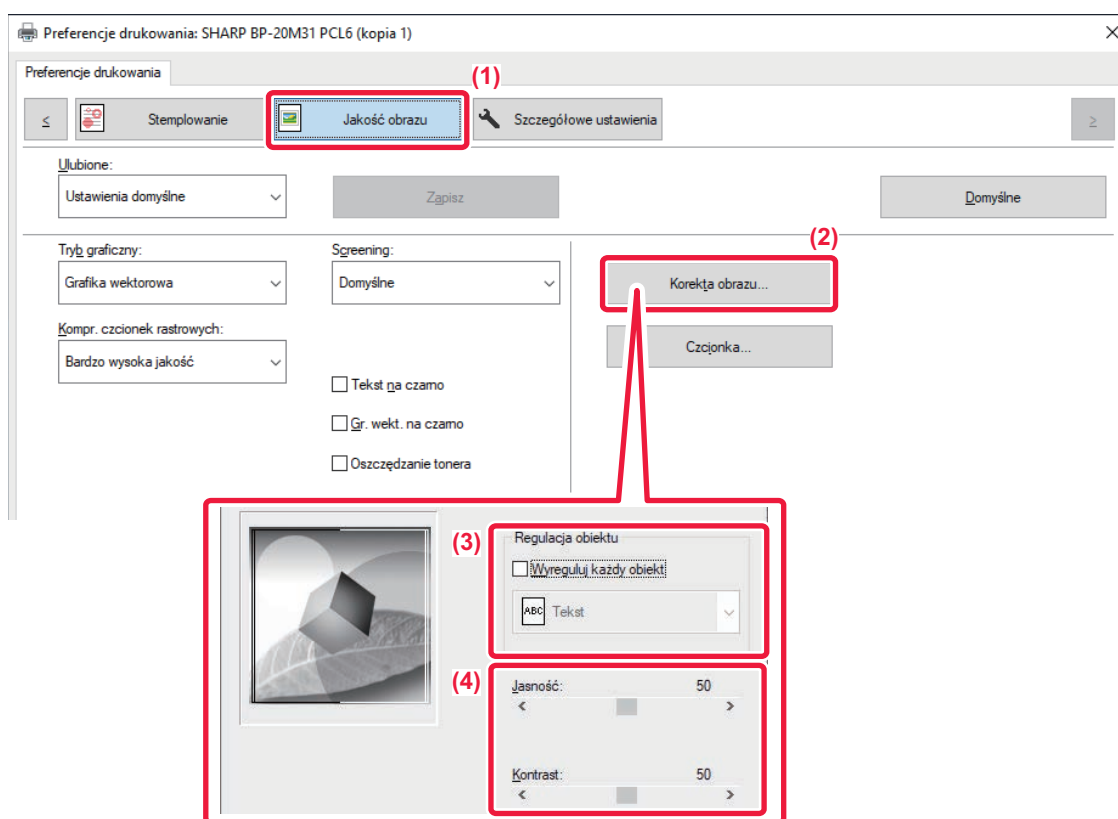 Preferencje drukowania: SHARP BP-20M31 PCL6 (kopia 1)
Preferencje drukowania
(1)
<
Stemplowanie
Jakość obrazu
Szczegółowe ustawienia
>
Ulubione:
Ustawienia domyślne
Zapisz
Domyślne
(2)
Tryb graficzny:
Screening:
Grafika wektorowa
Domyślne
Korekta obrazu...
Kompr. czcionek rastrowych:
Bardzo wysoka jakość
Czcionka...
Tekst na czarno
Gr. wekt. na czarno
Oszczędzanie tonera
(3)
Regulacja obiektu
Wyreguluj każdy obiekt
ABC Tekst
(4)
Jasność: 50
Kontrast: 50